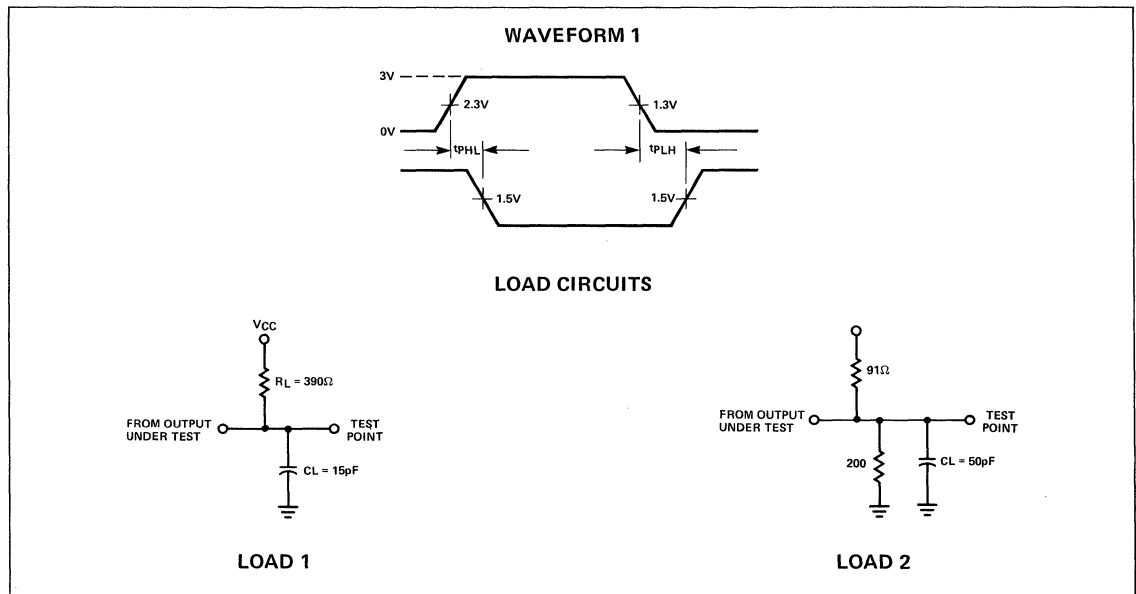 WAVEFORM 1
3V
2.3V
1.3V
0V
tPHL
tPLH
1.5V
1.5V
LOAD CIRCUITS
VCC
RL = 390Ω
FROM OUTPUT
UNDER TEST
TEST
POINT
CL = 15pF
LOAD 1
91Ω
FROM OUTPUT
UNDER TEST
TEST
POINT
200
CL = 50pF
LOAD 2